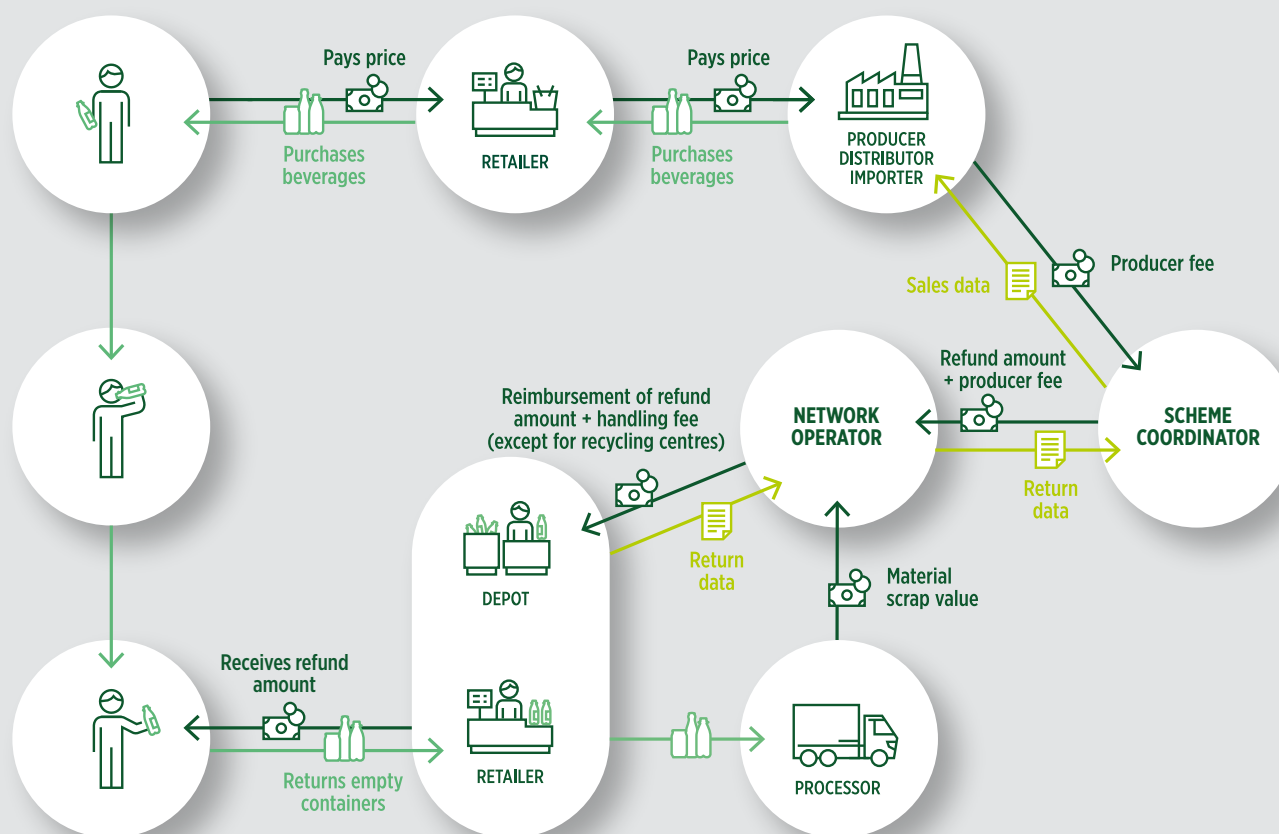 Pays price
Purchases
beverages
RETAILER
Pays price
Purchases
beverages
PRODUCER
DISTRIBUTOR
IMPORTER
Sales data
Producer fee
Refund amount
+ producer fee
Reimbursement of refund
amount + handling fee
(except for recycling centres)
NETWORK
OPERATOR
SCHEME
COORDINATOR
Return
data
Return
data
DEPOT
Material
scrap value
Receives refund
amount
Returns empty
containers
RETAILER
PROCESSOR